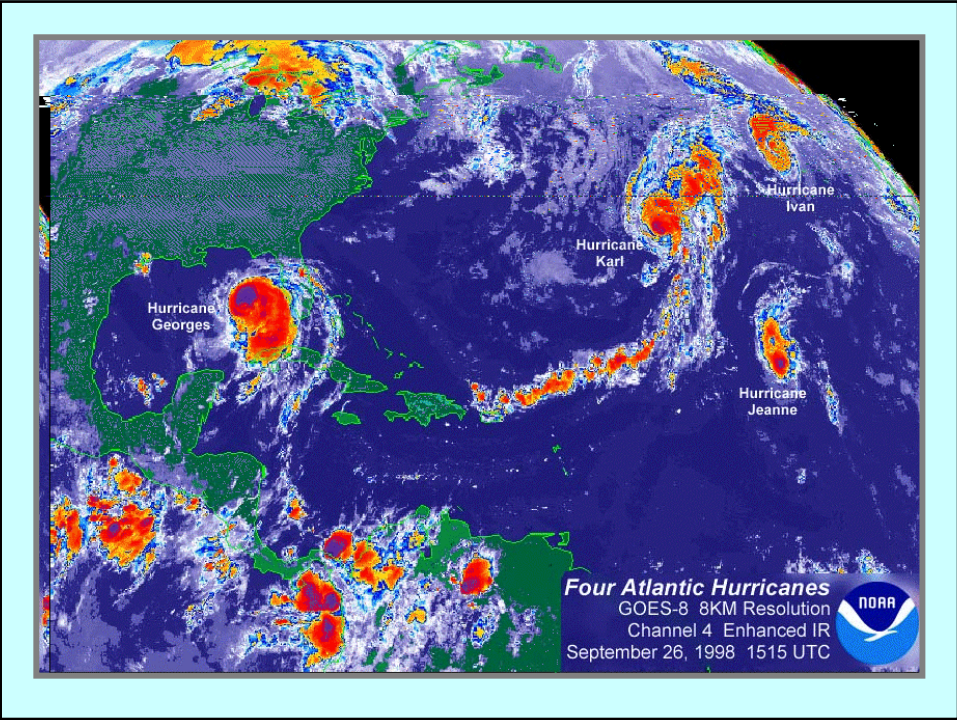 Hurricane
Ivan
Hurricane
Karl
Hurricane
Georges
Hurricane
Jeanne
Four Atlantic Hurricanes
GOES-8 8KM Resolution
Channel 4 Enhanced IR
September 26, 1998 1515 UTC
NOAA